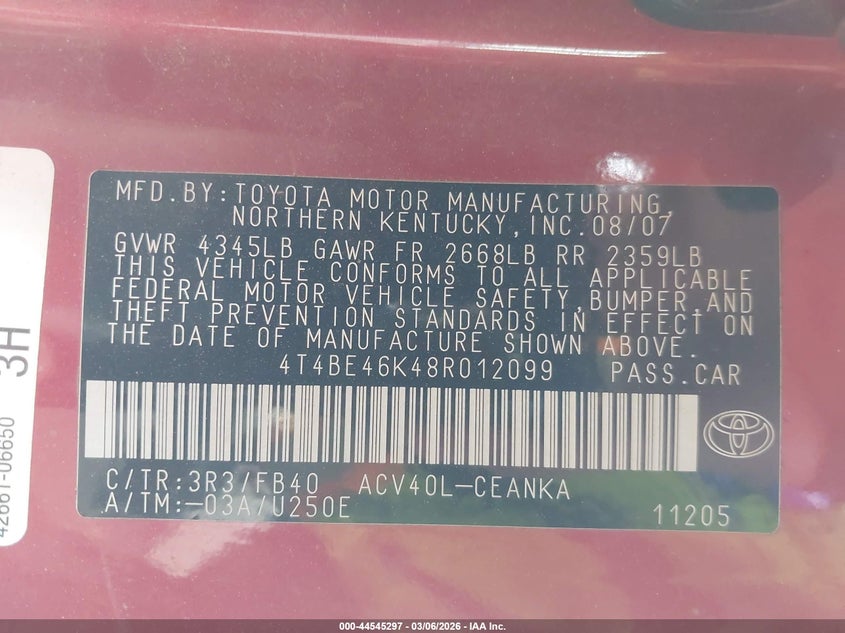 MFD.BY:TOYOTA MOTOR MANUFACTURING,
NORTHERN KENTUCKY,INC.08/07
GVWR 4345LB GAWR FR 2668LB RR 2359LB
THIS VEHICLE CONFORMS TO ALL APPLICABLE
FEDERAL MOTOR VEHICLE SAFETY,BUMPER,AND
THEFT PREVENTION STANDARDS IN EFFECT ON
THE DATE OF MANUFACTURE SHOWN ABOVE.
4T4BE46K48R012099 PASS.CAR
C/TR:3R3/FB40 ACV40L-CEANKA
A/TM:-03A/U250E 11205
3H
42661-06650
000-44545297 - 03/06/2026 - IAA Inc.